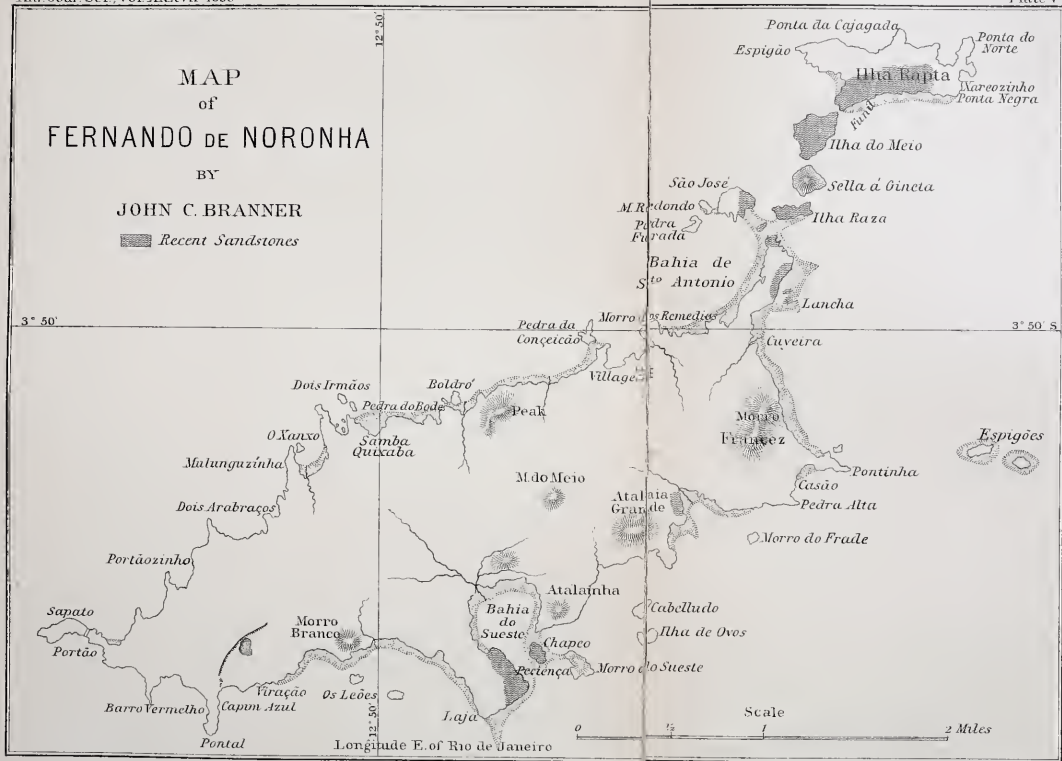 MAP
of
FERNANDO DE NORONHA
BY
JOHN C. BRANNER
Recent Sandstones
12° 50'
Ponta da Cajagada
Ponta do
Norte
Espigão
Ilha Rapta
Xareozinho
Ponta Negra
Funil
Ilha do Meio
Sella á Gineta
São José
M. Redondo
Pedra
Furada
Ilha Raza
Bahia de
Sto Antonio
Lancha
3° 50'
3° 50' S.
Morro dos Remedios
Pedra da
Conçeicão
Cuveira
Village
Dois Irmãos
Boldró
Pedra do Bode
Peak
Samba
Quixaba
Morro
Francez
O Xanxo
Malunguzinha
Espigões
Pontinha
M. do Meio
Casão
Atalaia
Grande
Pedra Alta
Dois Arabraços
Morro do Frade
Portãozinho
Atalainha
Sapato
Bahia
do
Sueste
Cabelludo
Portão
Morro
Branco
Ilha de Ovos
Chapeo
Peciença
Morro do Sueste
Viração
Os Leões
Barro Vermelho
Capim Azul
Laja
Pontal
12° 50'
Longitude E. of Rio de Janeiro
Scale
0 ½ 1 2 Miles